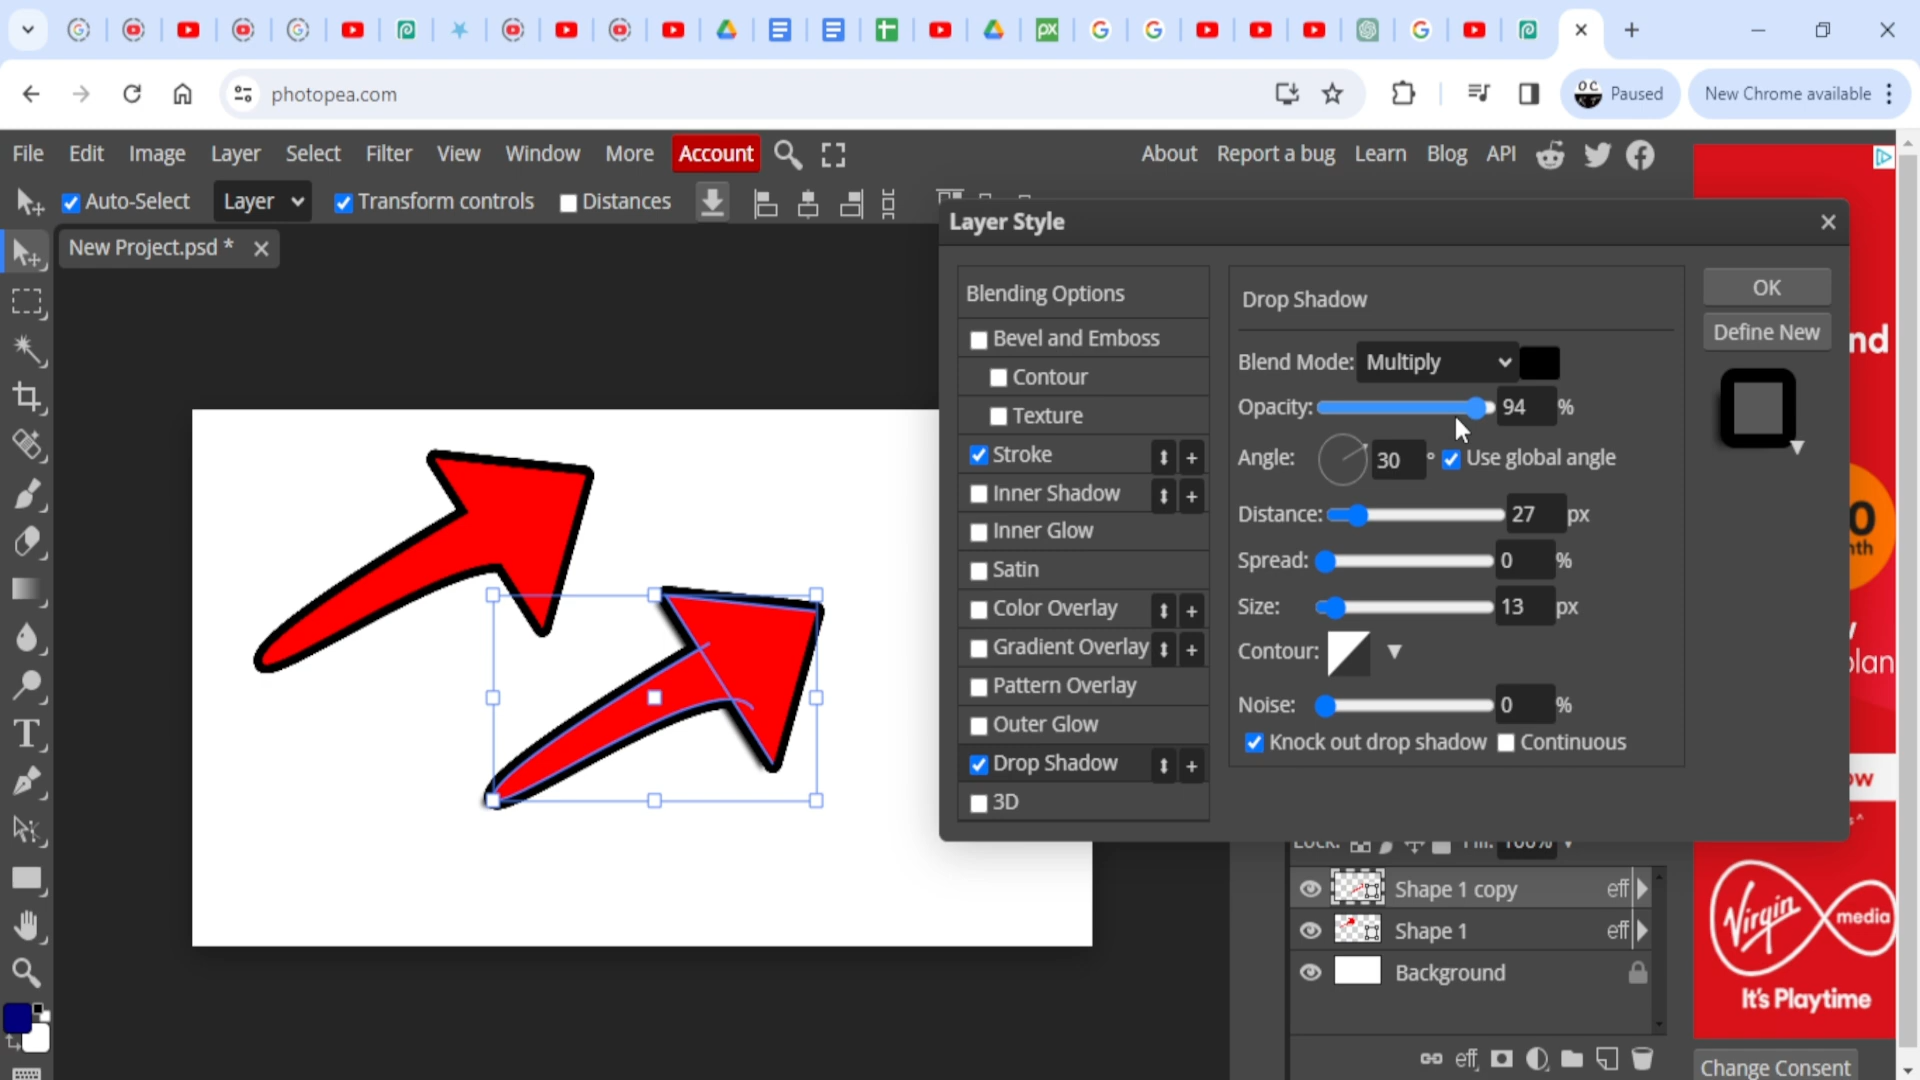 photopea.com
Paused
New Chrome available
File Edit Image Layer Select Filter View Window More Account
About Report a bug Learn Blog API
Auto-Select Layer Transform controls Distances
New Project.psd *
Layer Style
Blending Options
Bevel and Emboss
Contour
Texture
Stroke
Inner Shadow
Inner Glow
Satin
Color Overlay
Gradient Overlay
Pattern Overlay
Outer Glow
Drop Shadow
3D
Drop Shadow
Blend Mode: Multiply
Opacity: 94 %
Angle: 30 ° Use global angle
Distance: 27 px
Spread: 0 %
Size: 13 px
Contour:
Noise: 0 %
Knock out drop shadow Continuous
OK
Define New
Shape 1 copy eff
Shape 1 eff
Background
eff
nd
lan
Virgin media
It's Playtime
Change Consent